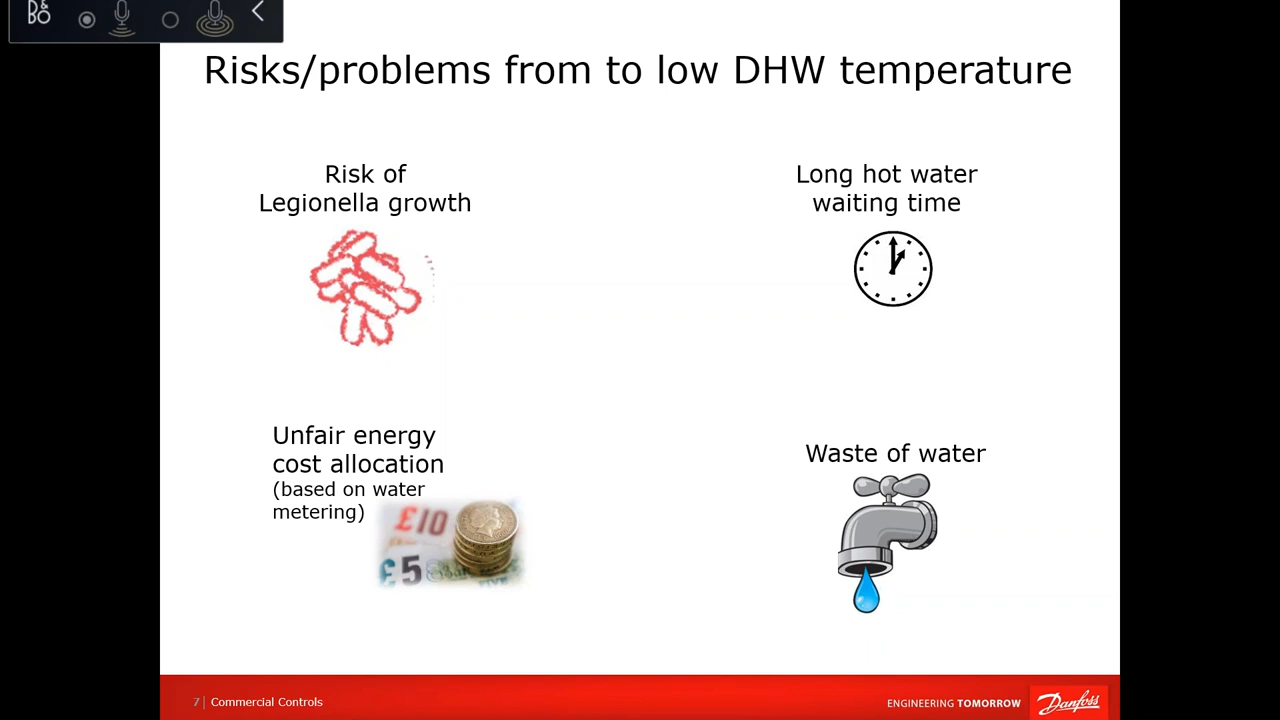 B&O
Risks/problems from to low DHW temperature
Risk of
Legionella growth
Long hot water
waiting time
Unfair energy
cost allocation
(based on water
metering)
£10
£5
FIVE
Waste of water
7 | Commercial Controls
ENGINEERING TOMORROW
Danfoss